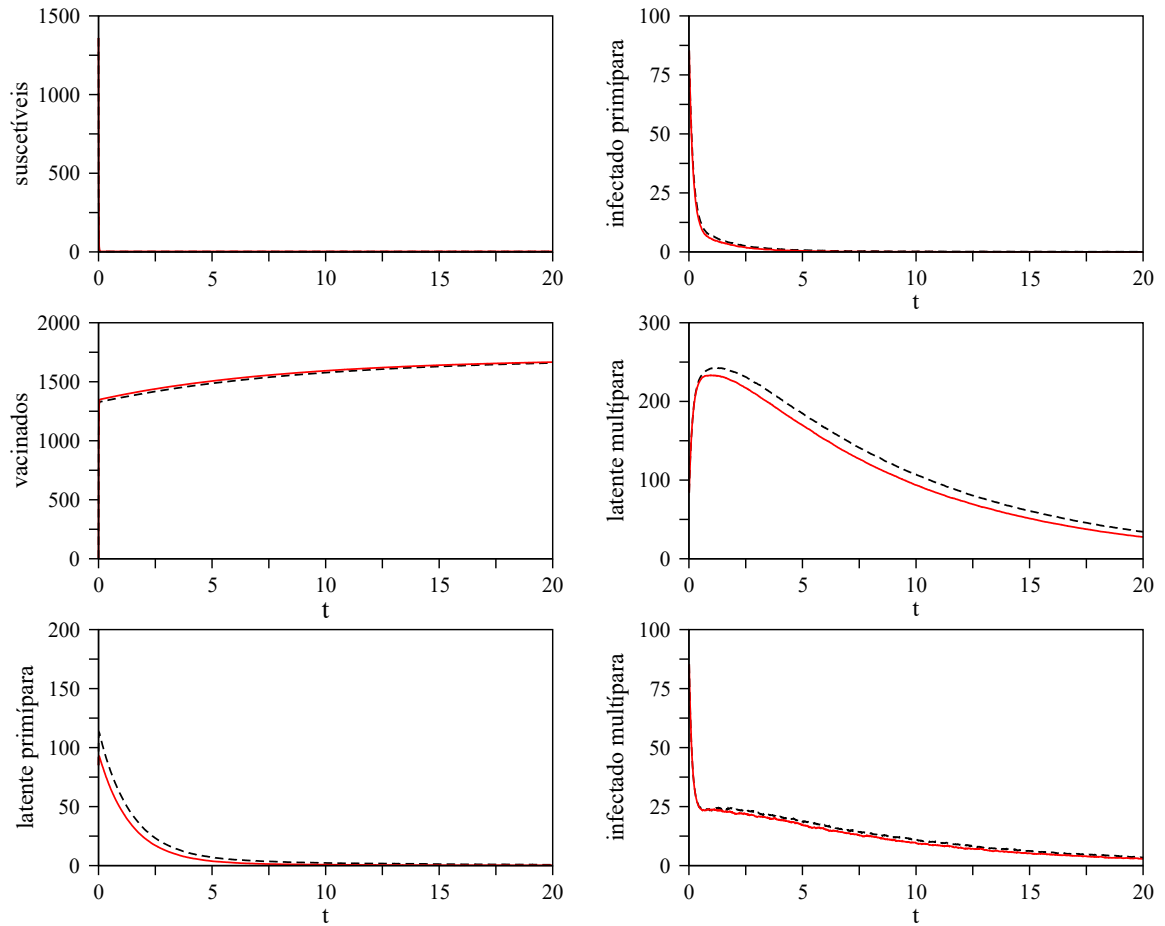 suscetíveis
1500
1000
500
0
0 5 10 15 20
infectado primípara
100
75
50
25
0
0 5 10 15 20
t
vacinados
2000
1500
1000
500
0
0 5 10 15 20
t
latente multípara
300
200
100
0
0 5 10 15 20
t
latente primípara
200
150
100
50
0
0 5 10 15 20
t
infectado multípara
100
75
50
25
0
0 5 10 15 20
t